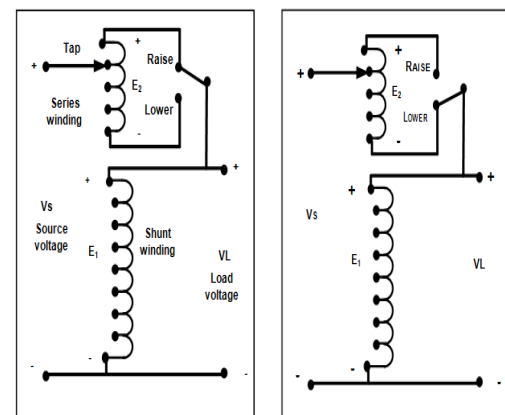 Tap
+
+
Raise
E2
Series
winding
Lower
-
+
+
Vs
Source
voltage
E1
Shunt
winding
VL
Load
voltage
-
-
-
+
+
RAISE
E2
LOWER
-
+
+
Vs
E1
VL
-
-
-